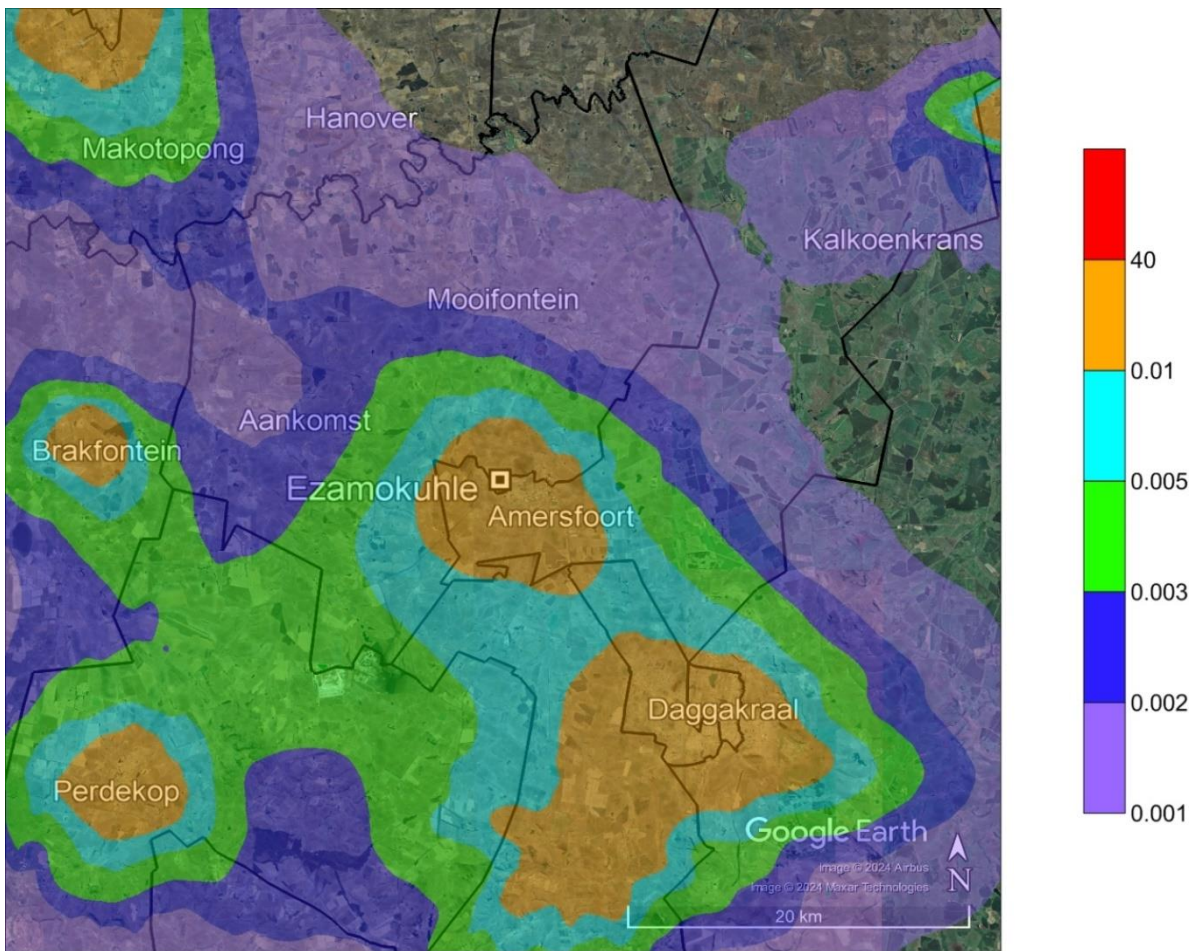 Hanover
Makotopong
Kalkoenkrans
Mooifontein
Aankomst
Brakfontein
Ezamokuhle
Amersfoort
Daggakraal
Perdekop
Google Earth
Image © 2024 Airbus
Image © 2024 Maxar Technologies
N
20 km
40
0.01
0.005
0.003
0.002
0.001